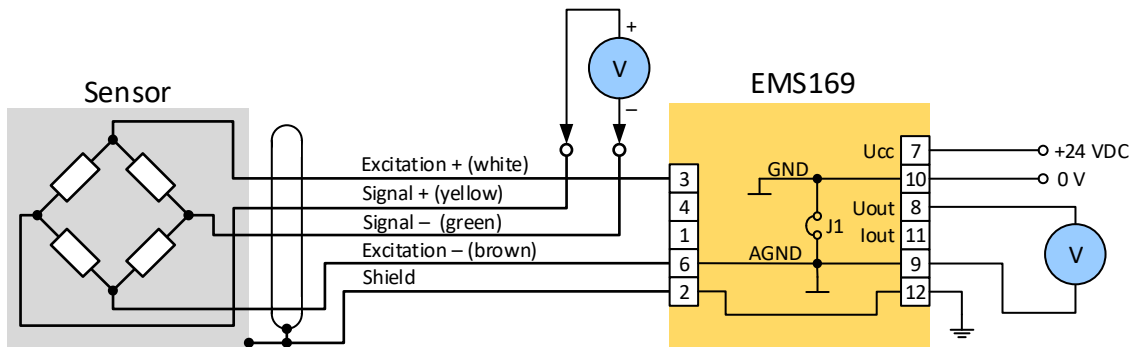 +
V
–
Sensor
EMS169
Excitation + (white)
Signal + (yellow)
Signal – (green)
Excitation – (brown)
Shield
3
4
1
6
2
GND
J1
AGND
Ucc
Uout
Iout
7
10
8
11
9
12
+24 VDC
0 V
V